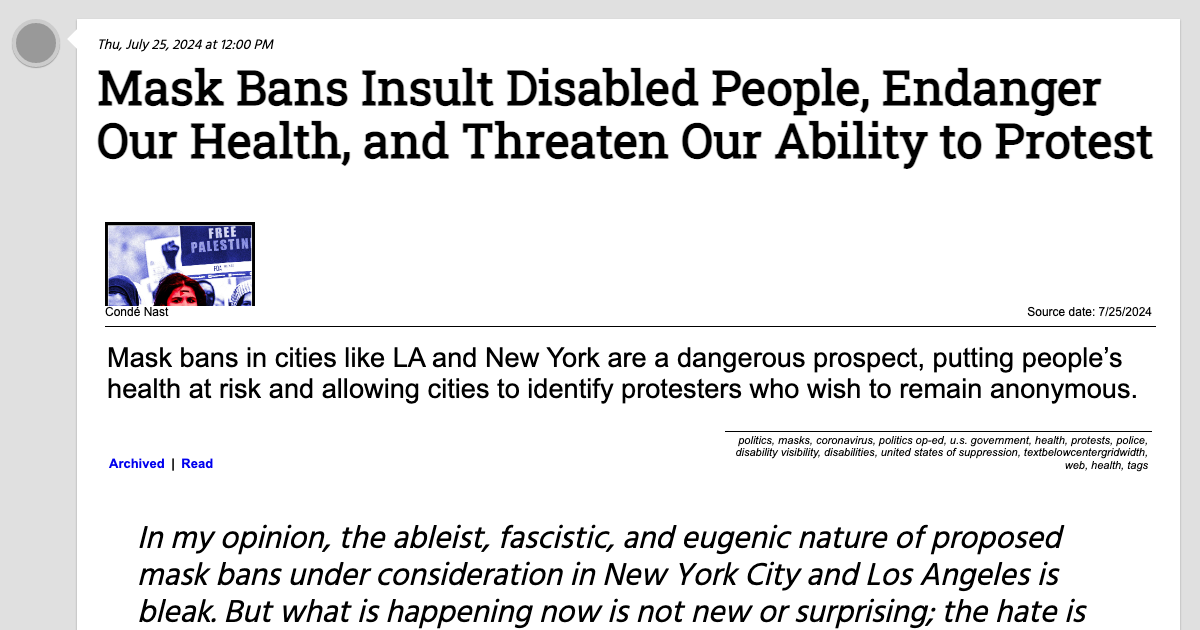 Thu, July 25, 2024 at 12:00 PM
Mask Bans Insult Disabled People, Endanger
Our Health, and Threaten Our Ability to Protest
FREE
PALESTIN
Condé Nast
Source date: 7/25/2024
Mask bans in cities like LA and New York are a dangerous prospect, putting people’s
health at risk and allowing cities to identify protesters who wish to remain anonymous.
politics, masks, coronavirus, politics op-ed, u.s. government, health, protests, police,
disability visibility, disabilities, united states of suppression, textbelowcentergridwidth,
web, health, tags
Archived | Read
In my opinion, the ableist, fascistic, and eugenic nature of proposed
mask bans under consideration in New York City and Los Angeles is
bleak. But what is happening now is not new or surprising; the hate is